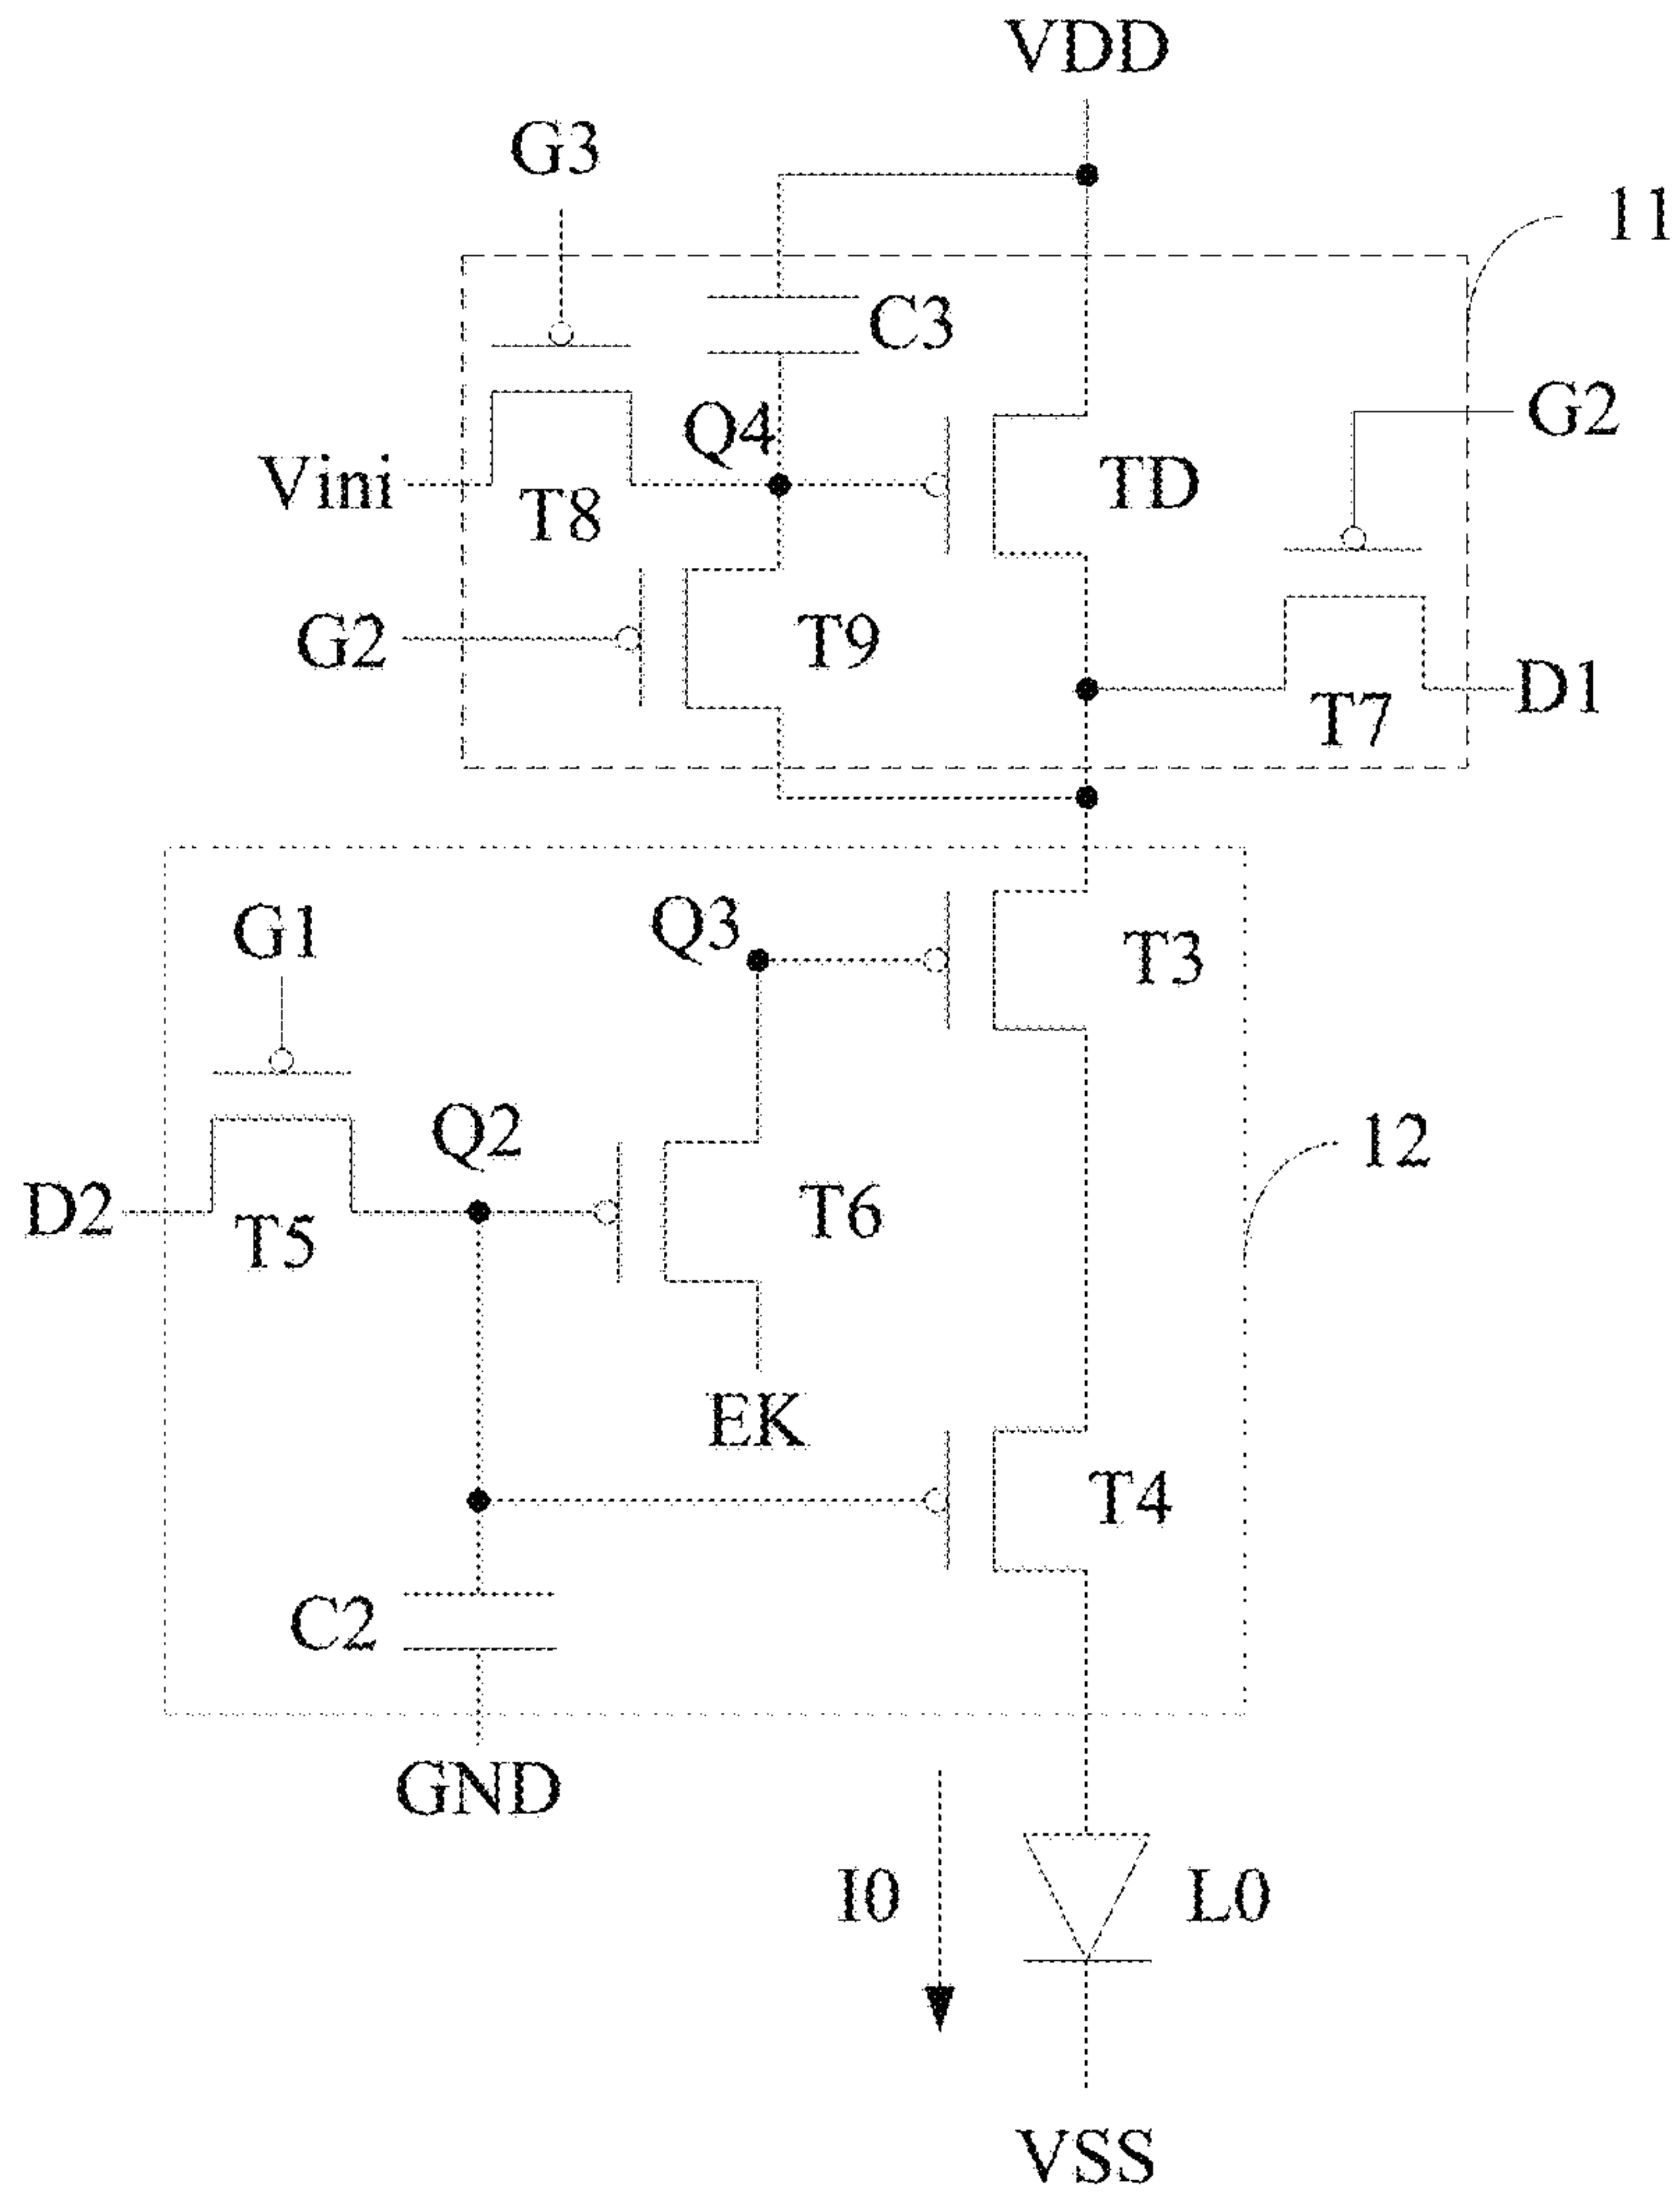 VDD
G3
11
C3
G2
Q4
Vini
TD
T8
G2
T9
D1
T7
G1
Q3
T3
Q2
12
D2
T5
T6
EK
T4
C2
GND
I0
L0
VSS